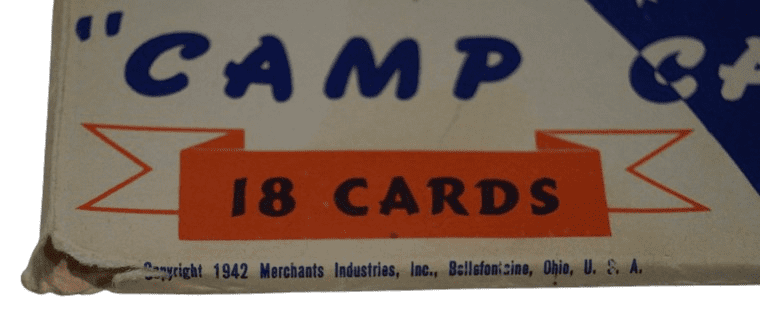 "CAMP
18 CARDS
Copyright 1942 Merchants Industries, Inc., Bellefontaine, Ohio, U. S. A.